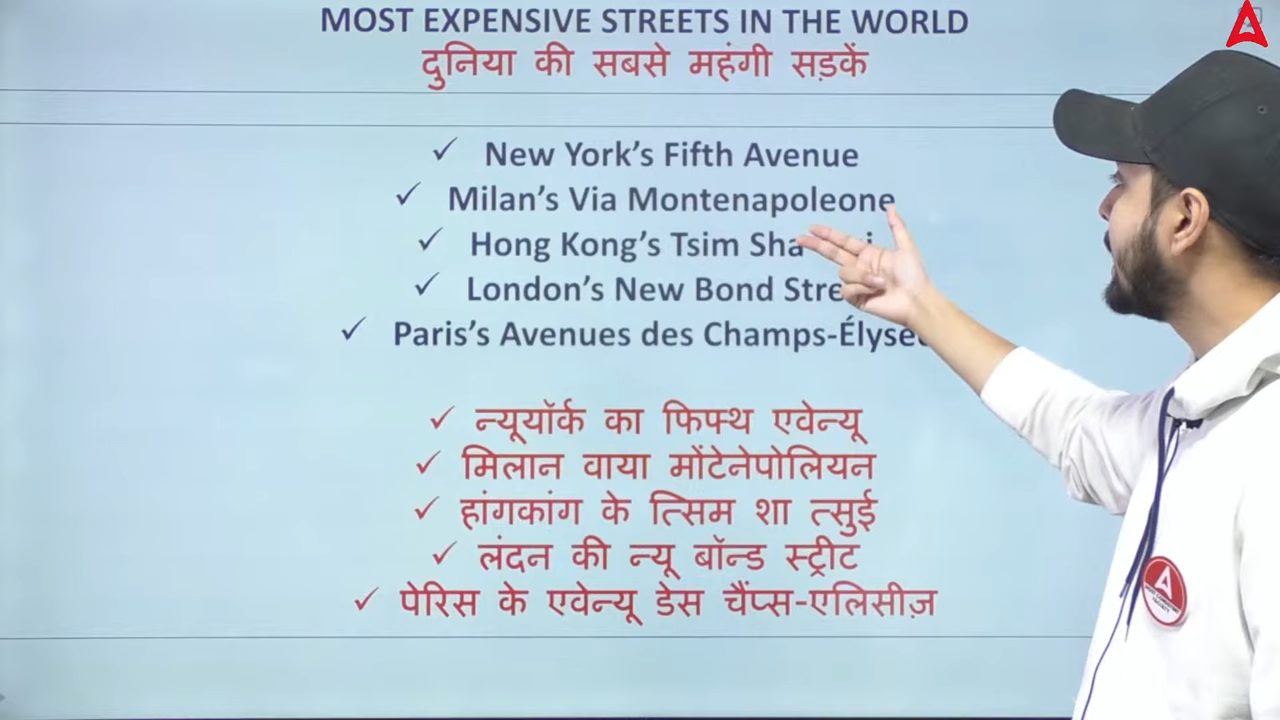 MOST EXPENSIVE STREETS IN THE WORLD
दुनिया की सबसे महंगी सड़कें
✓ New York's Fifth Avenue
✓ Milan's Via Montenapoleone
✓ Hong Kong's Tsim Sha
✓ London's New Bond
✓ Paris's Avenues des
✓ न्यूयॉर्क का फिफ्थ एवेन्यू
✓ मिलान वाया मोंटेनेपोलियन
✓ हांगकांग के त्सिम शा त्सुई
✓ लंदन की न्यू बॉन्ड स्ट्रीट
✓ पेरिस के एवेन्यू डेस चैंप्स-एलिसीज़